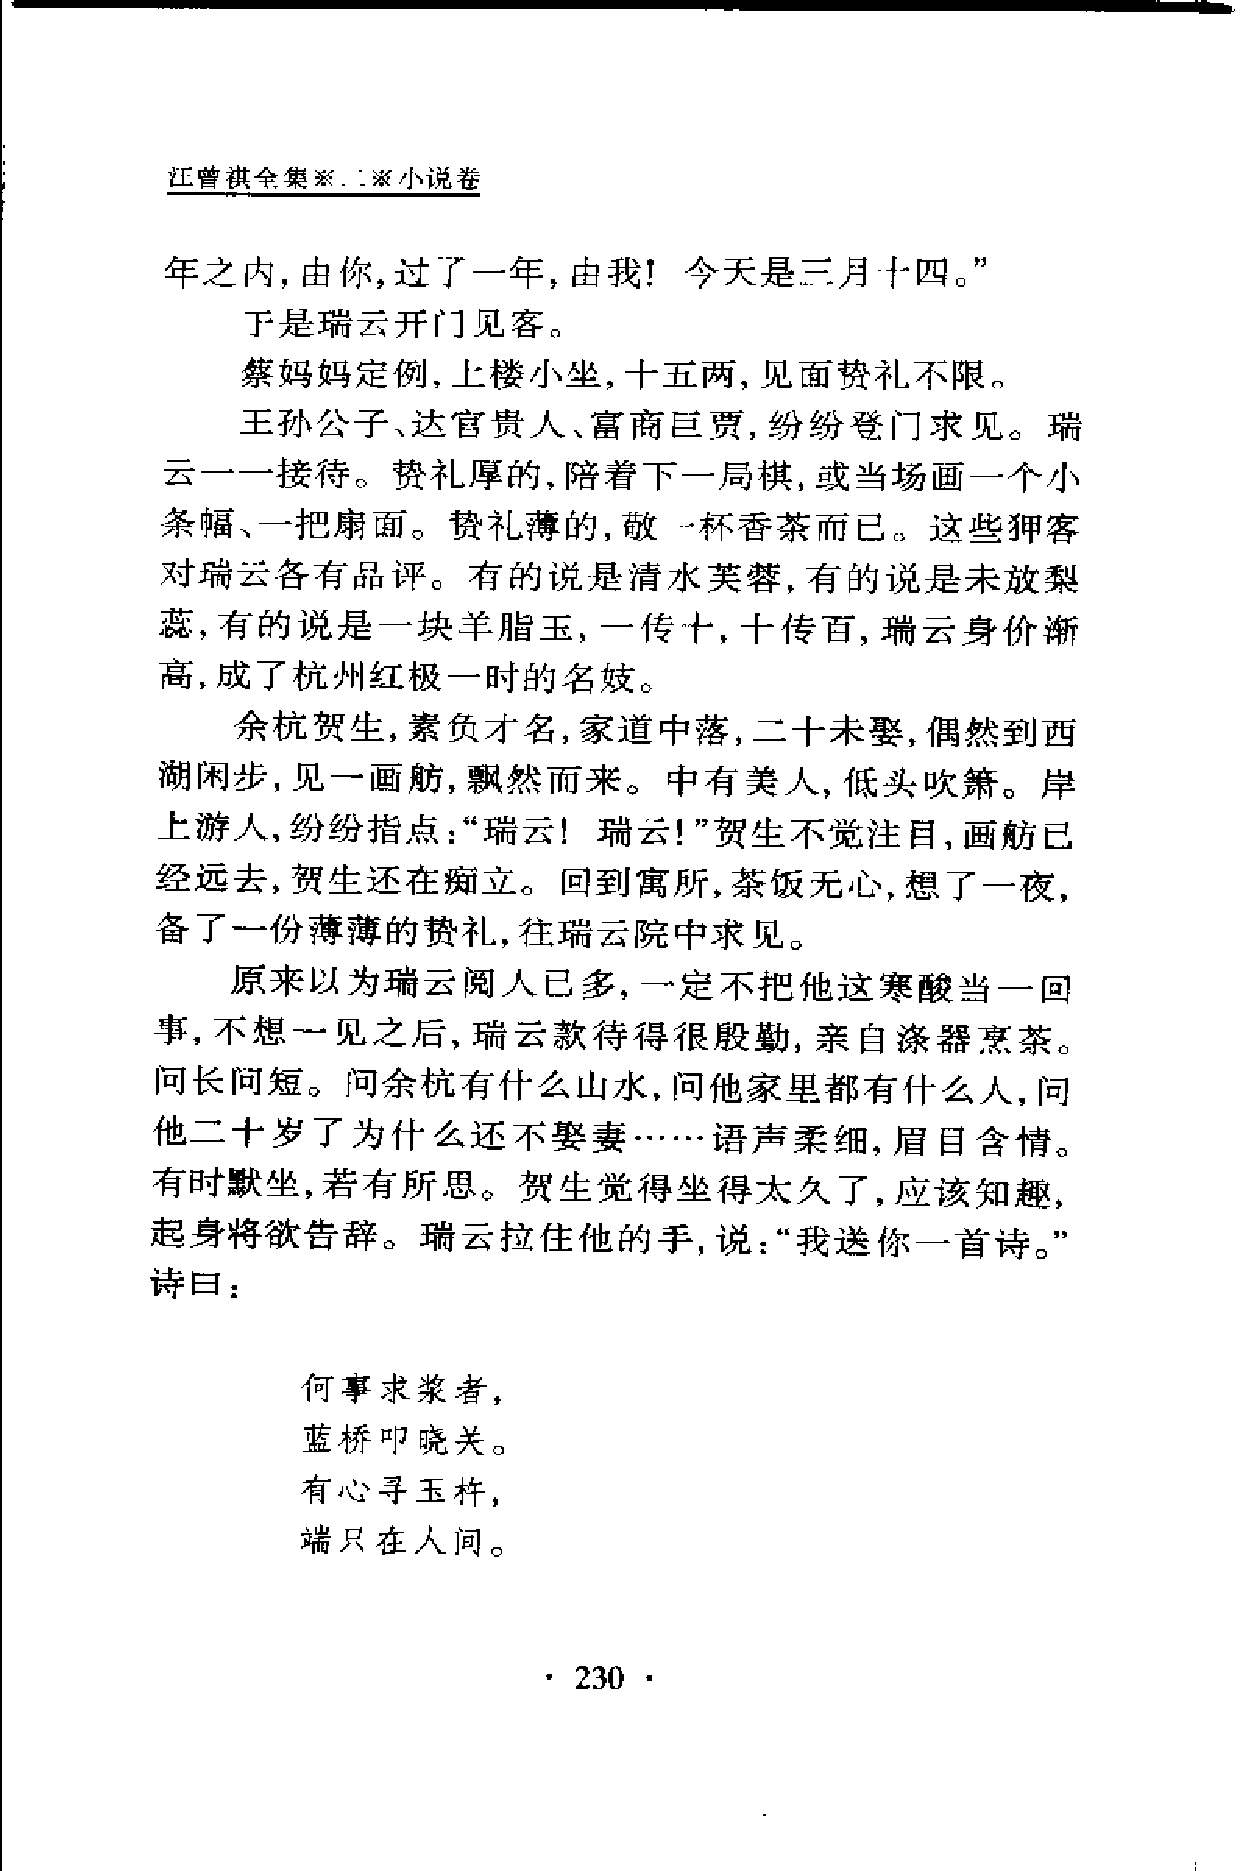 汪曾祺全集※.二※小说卷
年之内,由你,过了一年,由我! 今天是三月十四。”
于是瑞云开门见客。
蔡妈妈定例,上楼小坐,十五两,见面贽礼不限。
王孙公子、达官贵人、富商巨贾,纷纷登门求见。瑞
云一一接待。贽礼厚的,陪着下一局棋,或当场画一个小
条幅、一把扇面。贽礼薄的,敬一杯香茶而已。这些狎客
对瑞云各有品评。有的说是清水芙蓉,有的说是未放梨
蕊,有的说是一块羊脂玉,一传十,十传百,瑞云身价渐
高,成了杭州红极一时的名妓。
余杭贺生,素负才名,家道中落,二十未娶,偶然到西
湖闲步,见一画舫,飘然而来。中有美人,低头吹箫。岸
上游人,纷纷指点:“瑞云! 瑞云!”贺生不觉注目,画舫已
经远去,贺生还在痴立。回到寓所,茶饭无心,想了一夜,
备了一份薄薄的贽礼,往瑞云院中求见。
原来以为瑞云阅人已多,一定不把他这寒酸当一回
事,不想一见之后,瑞云款待得很殷勤,亲自涤器烹茶。
问长问短。问余杭有什么山水,问他家里都有什么人,问
他二十岁了为什么还不娶妻……语声柔细,眉目含情。
有时默坐,若有所思。贺生觉得坐得太久了,应该知趣,
起身将欲告辞。瑞云拉住他的手,说:“我送你一首诗。”
诗曰:
何事求浆者,
蓝桥叩晓关。
有心寻玉杵,
端只在人间。
· 230 ·